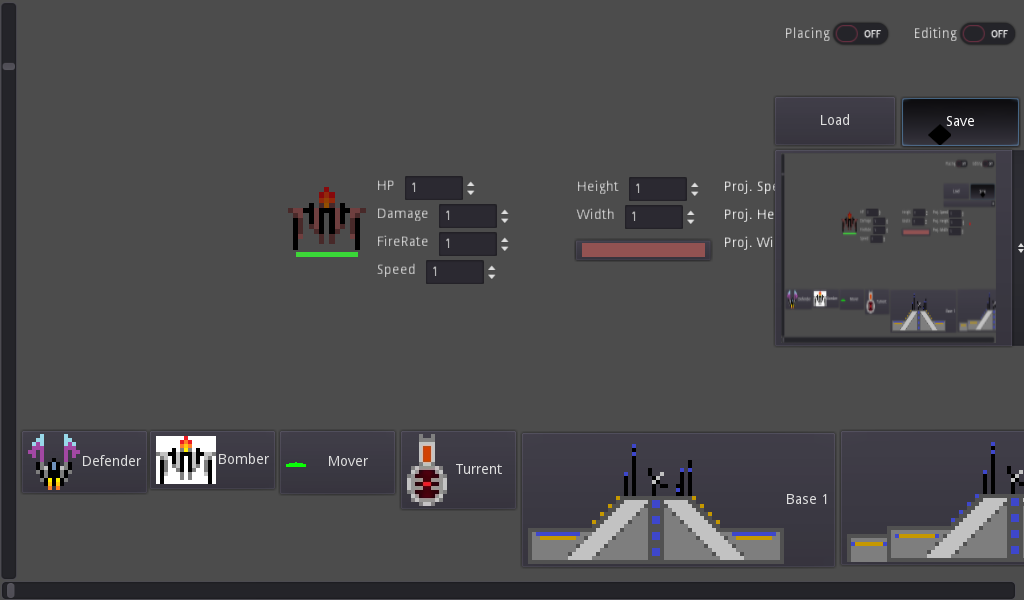 Placing OFF Editing OFF
Load Save
HP 1 Height 1 Proj. Spe
Damage 1 Width 1 Proj. He
FireRate 1 Proj. Wi
Speed 1
Defender Bomber Mover Turrent Base 1